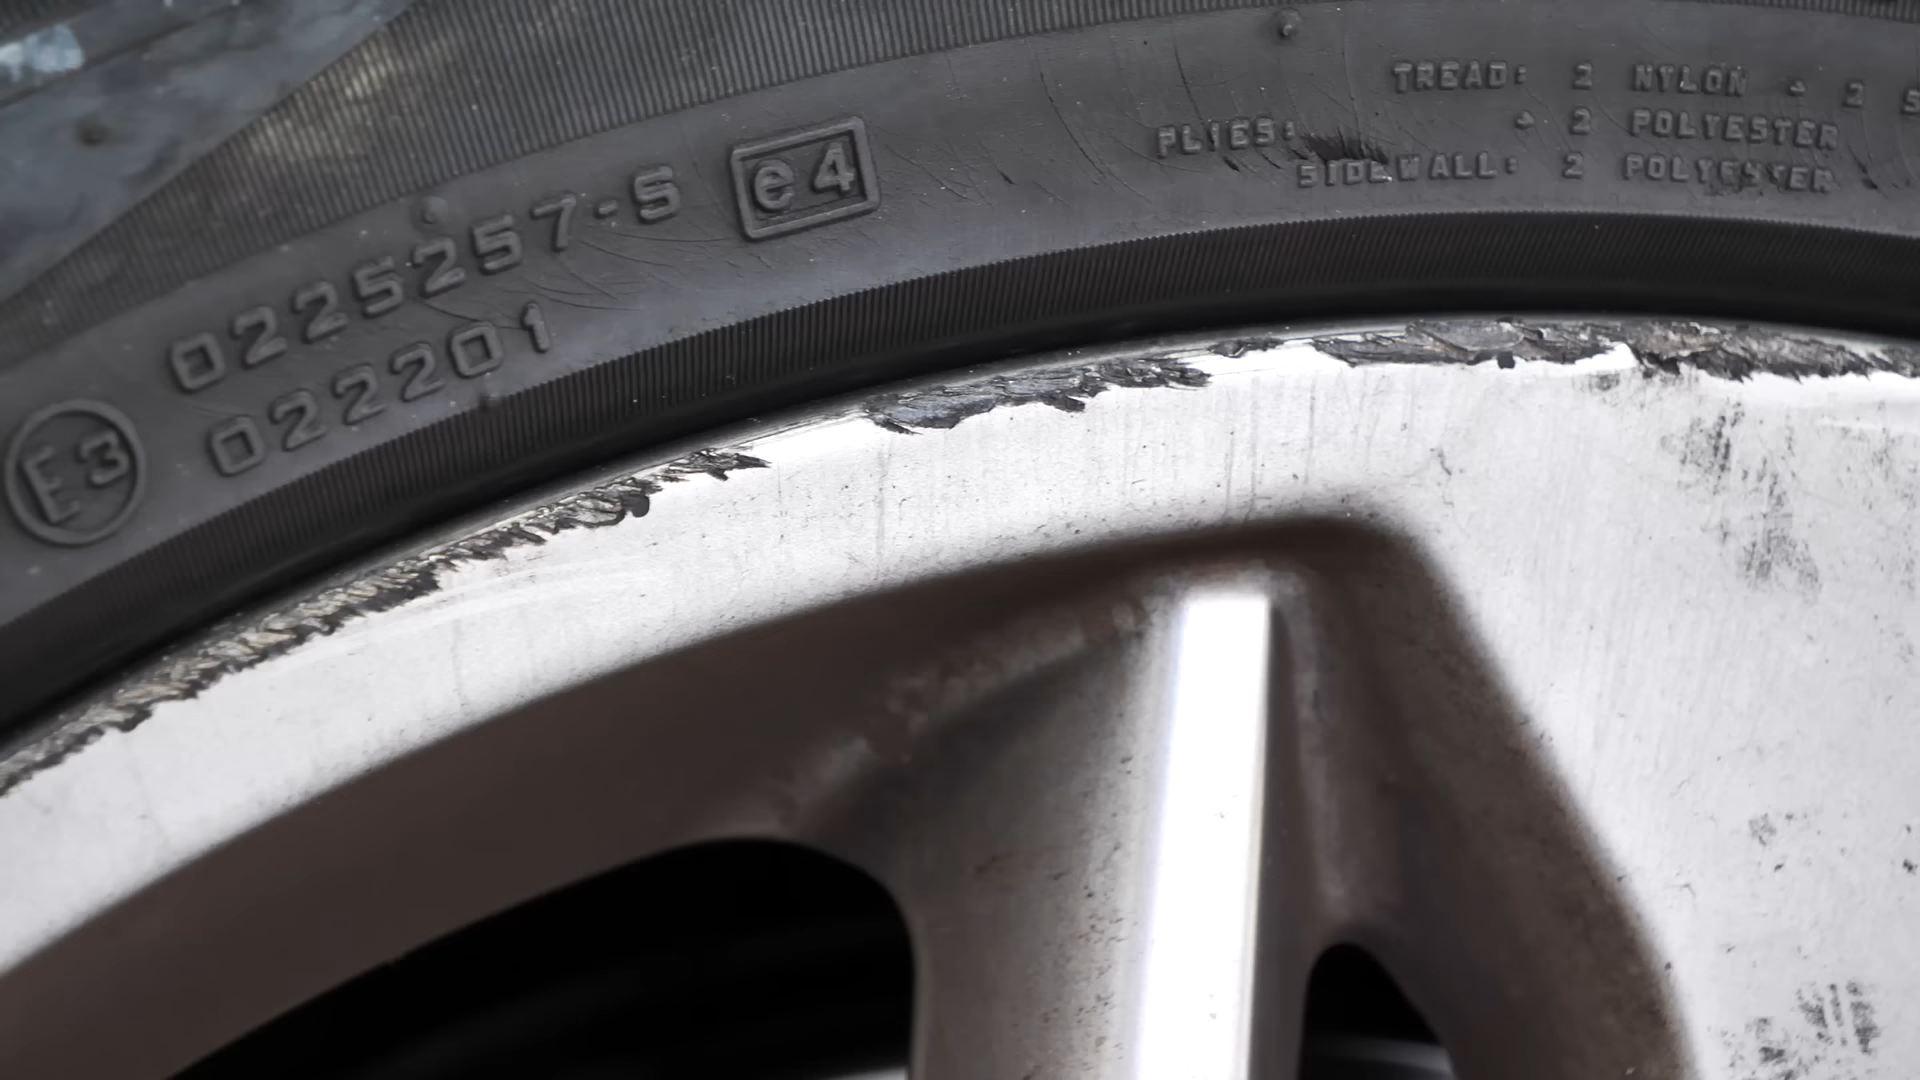 TREAD: 2 NYLON + 2 S
PLIES: + 2 POLYESTER
SIDEWALL: 2 POLYESTER
0225257-S e4
E3 022201